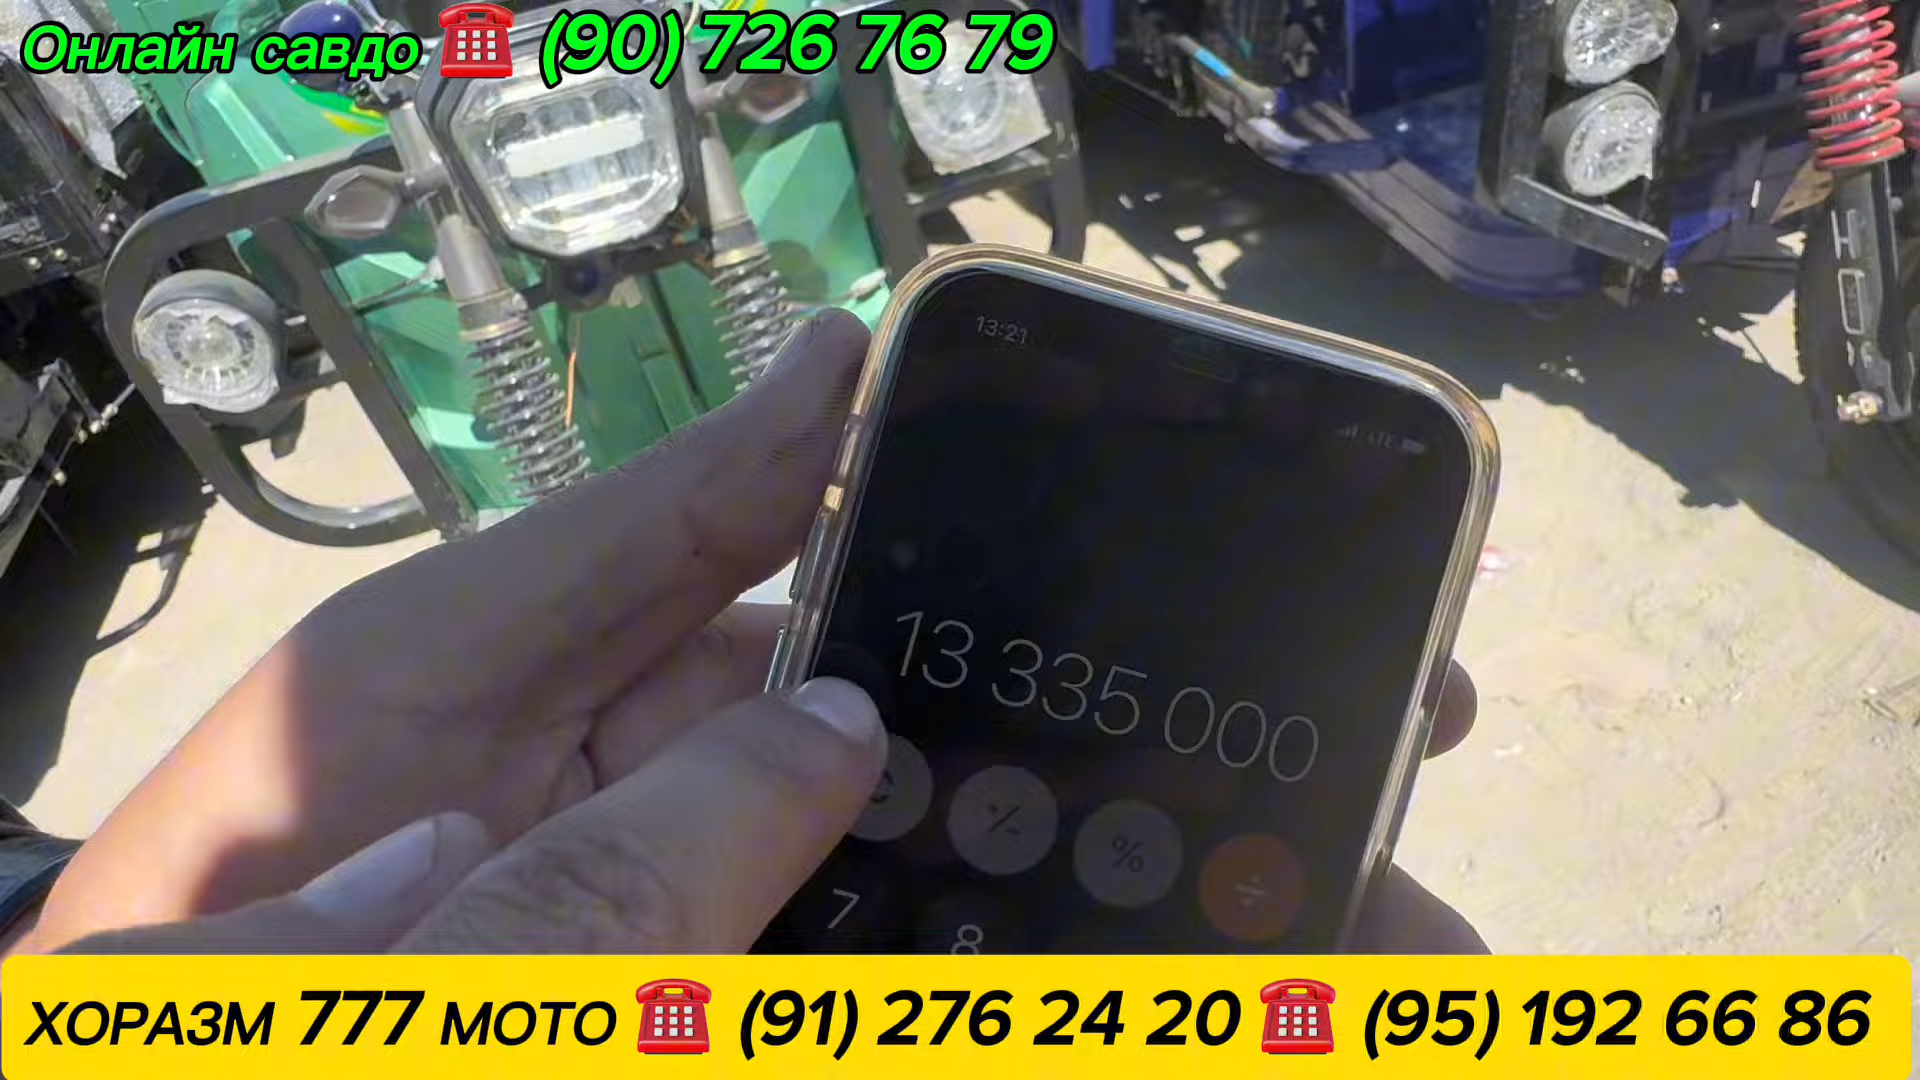 Онлайн савдо ☎️ (90) 726 76 79
13:21
LTE
13 335 000
+/- % ÷
7 8
ХОРАЗМ 777 МОТО ☎️ (91) 276 24 20 ☎️ (95) 192 66 86